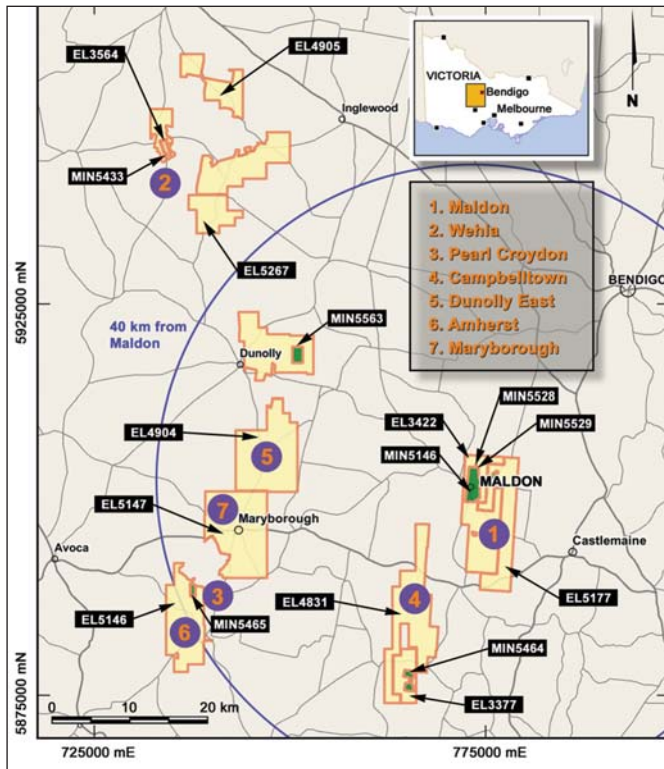 EL4905
EL3564
Inglewood
MIN5433
2
EL5267
VICTORIA
Bendigo
Melbourne
N
1. Maldon
2. Wehla
3. Pearl Croydon
4. Campbelltown
5. Dunolly East
6. Amherst
7. Maryborough
BENDIGO
5925000 mN
40 km from
Maldon
MIN5563
Dunolly
MIN5528
EL3422
MIN5529
EL4904
MIN5146
5
MALDON
EL5147
7
Maryborough
1
Avoca
Castlemaine
3
4
EL5146
MIN5465
EL4831
EL5177
6
MIN5464
EL3377
5875000 mN
0
10
20 km
725000 mE
775000 mE